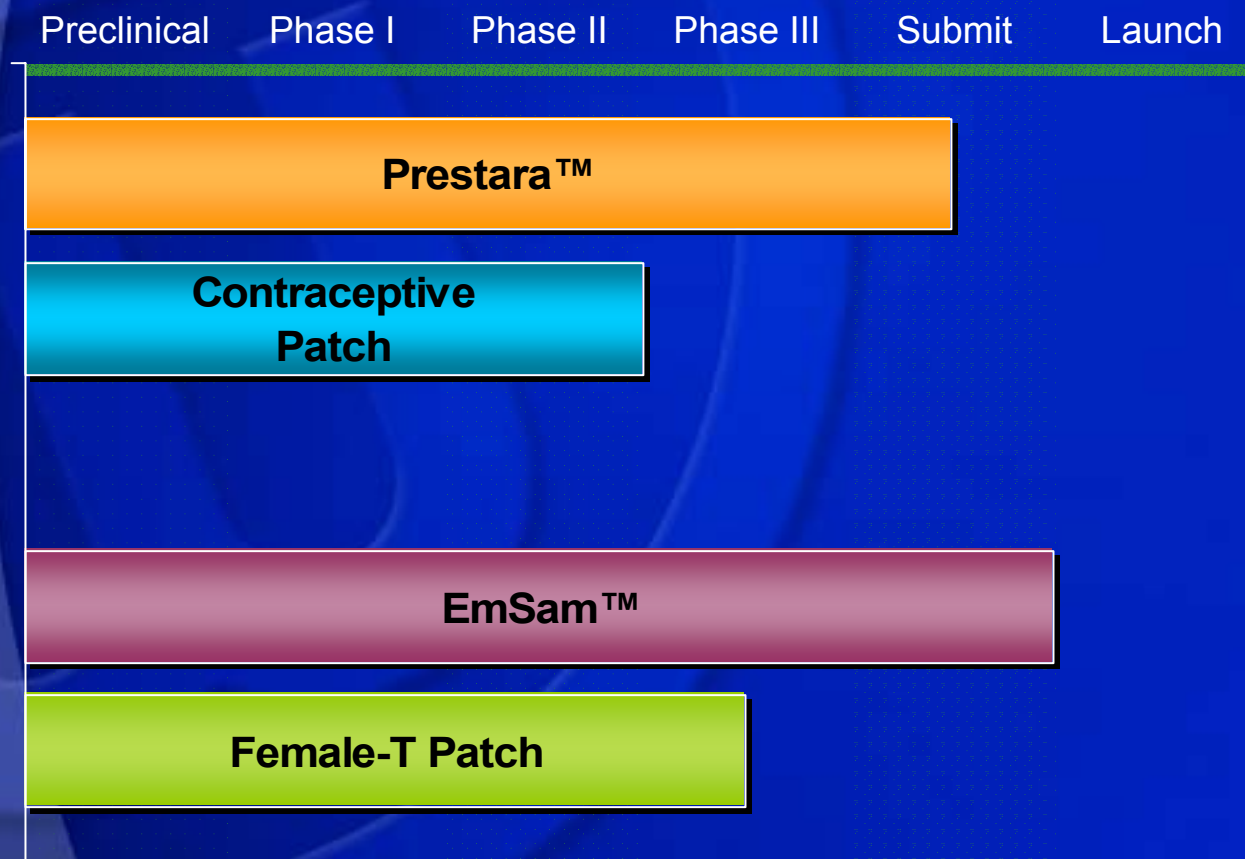 Preclinical Phase I Phase II Phase III Submit Launch
Prestara™
Contraceptive
Patch
EmSam™
Female-T Patch